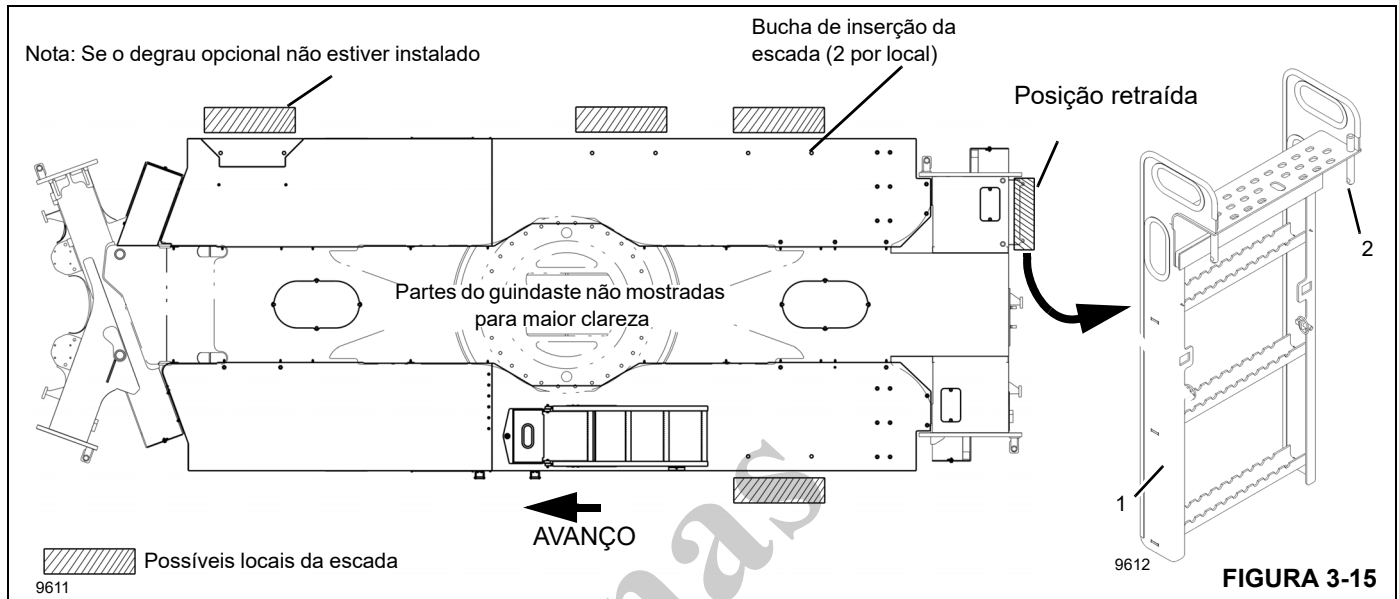 Nota: Se o degrau opcional não estiver instalado
Bucha de inserção da
escada (2 por local)
Posição retraída
2
Partes do guindaste não mostradas
para maior clareza
1
AVANÇO
Possíveis locais da escada
9611
9612
FIGURA 3-15